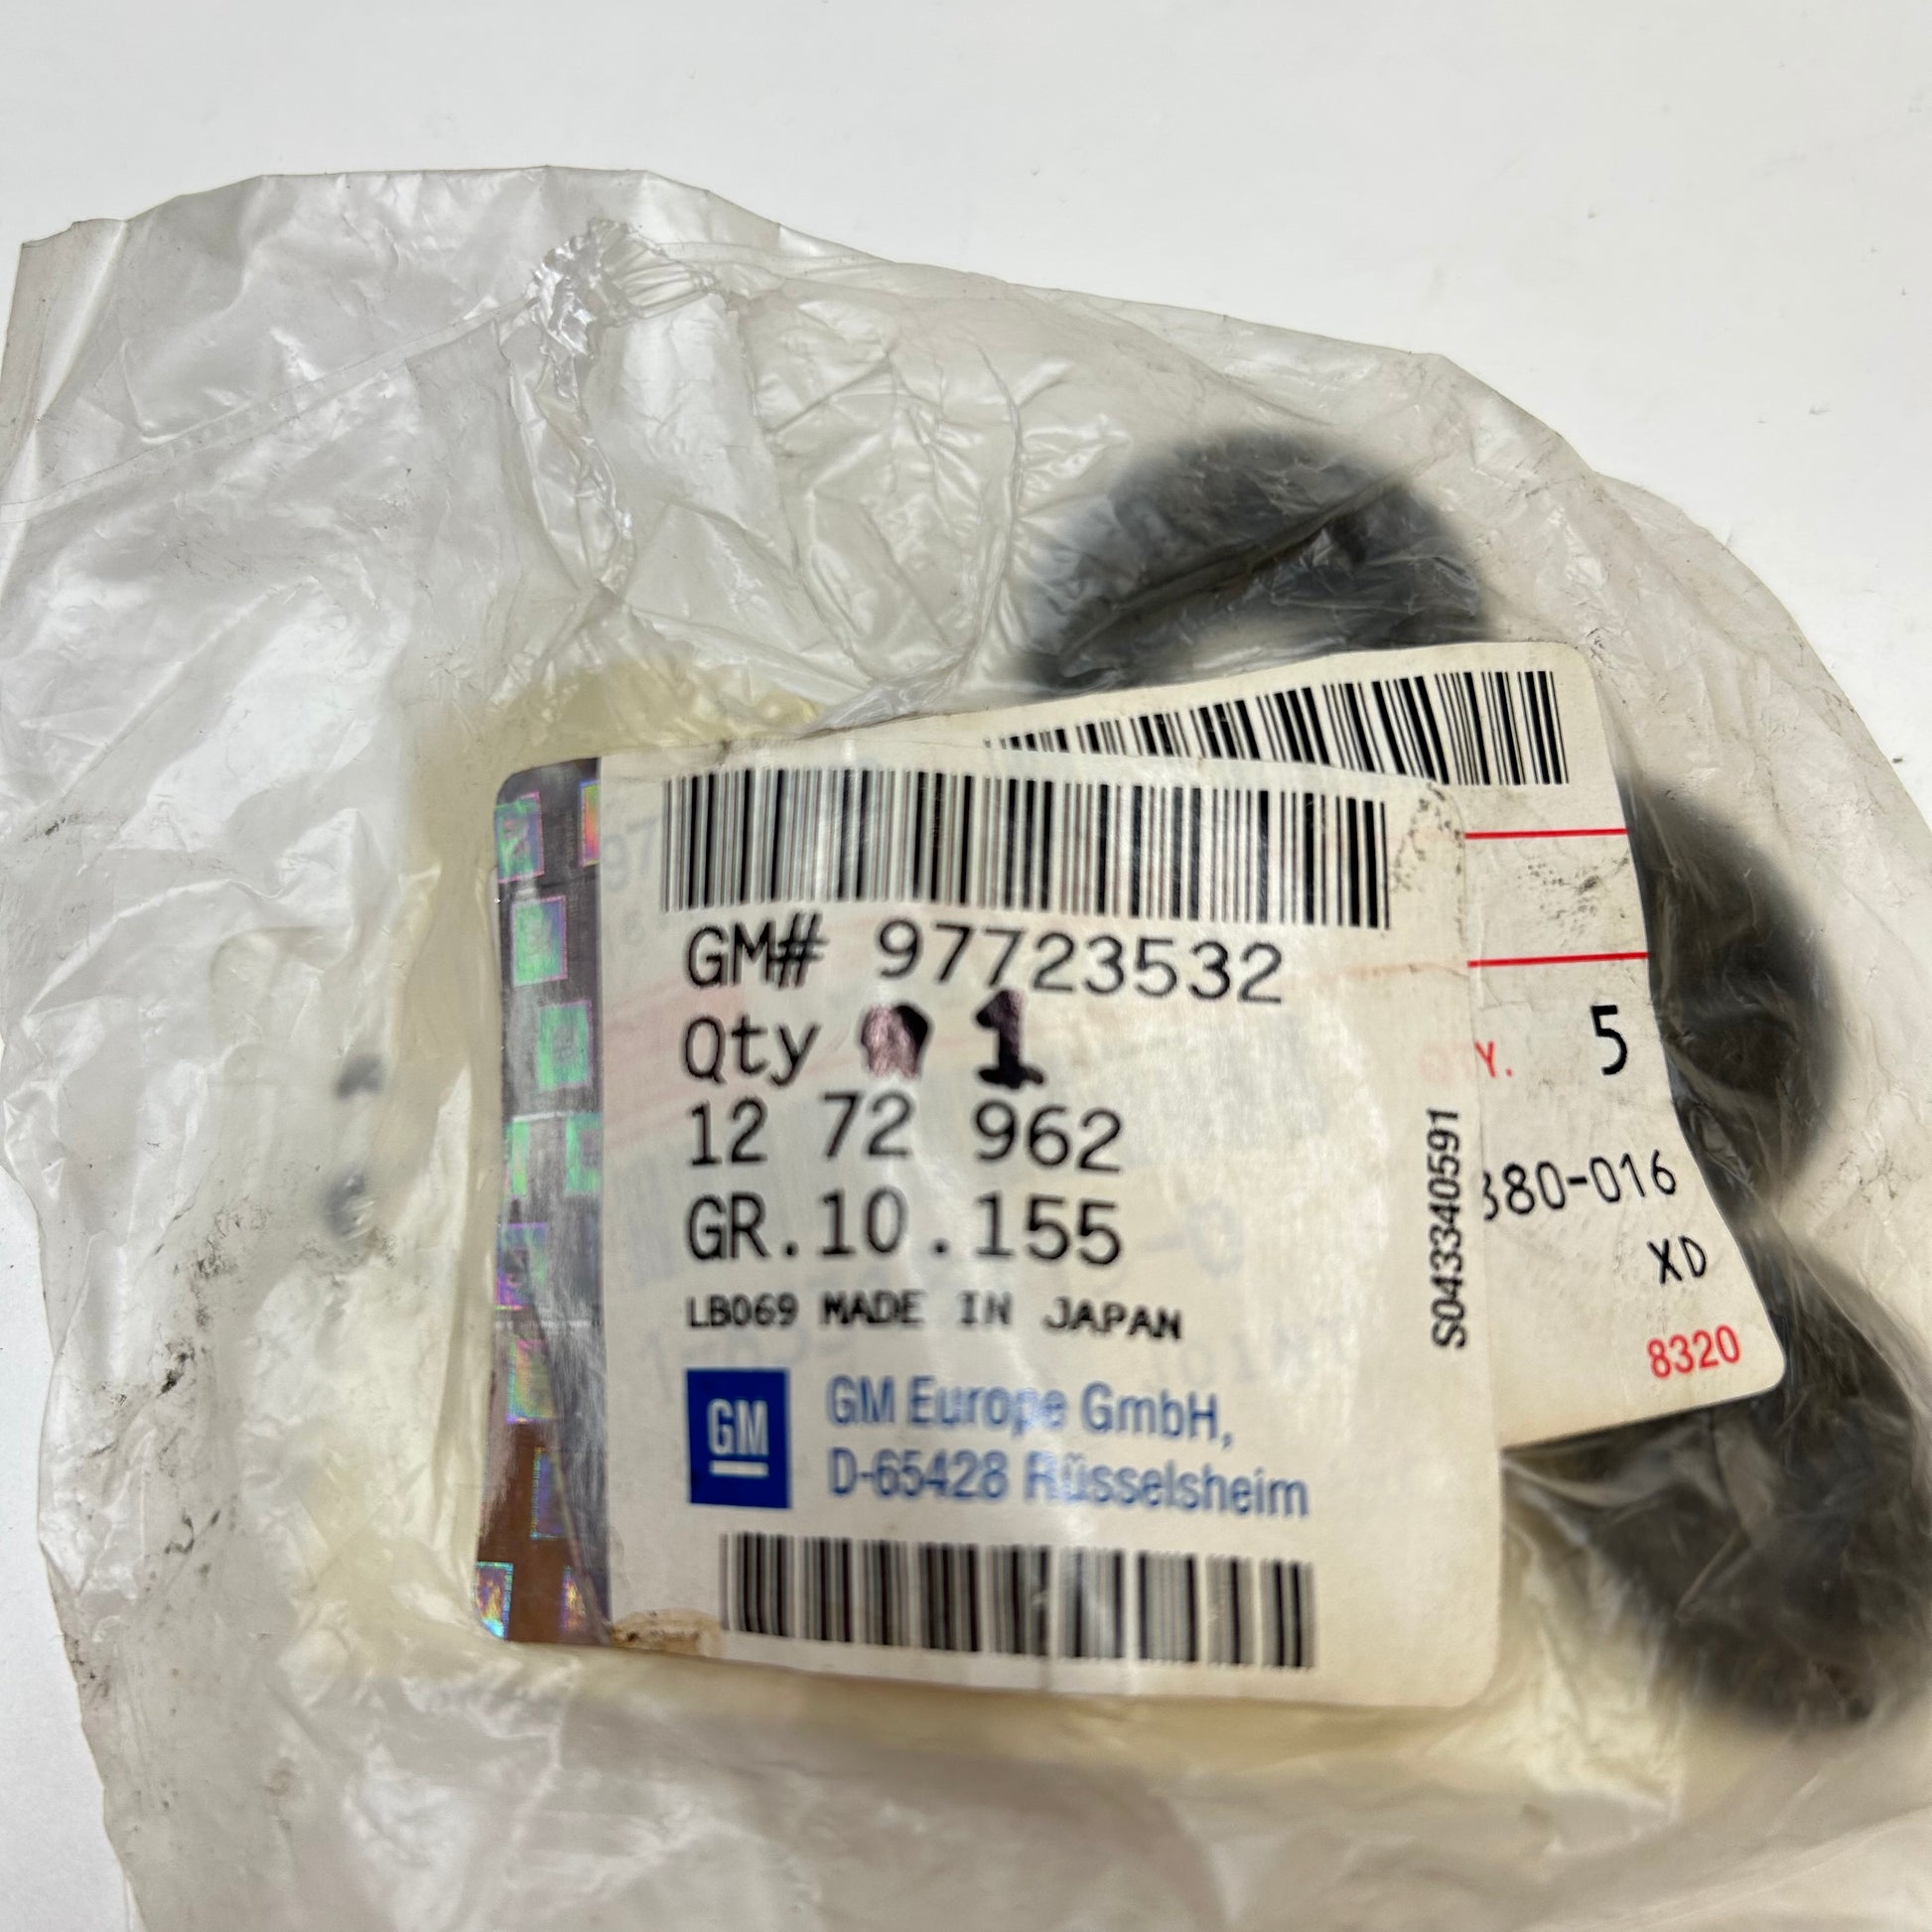 GM# 97723532
Qty 1
12 72 962
GR.10.155
LB069 MADE IN JAPAN
GM
GM Europe GmbH,
D-65428 Rüsselsheim
S043340591
Y. 5
380-016
XD
8320